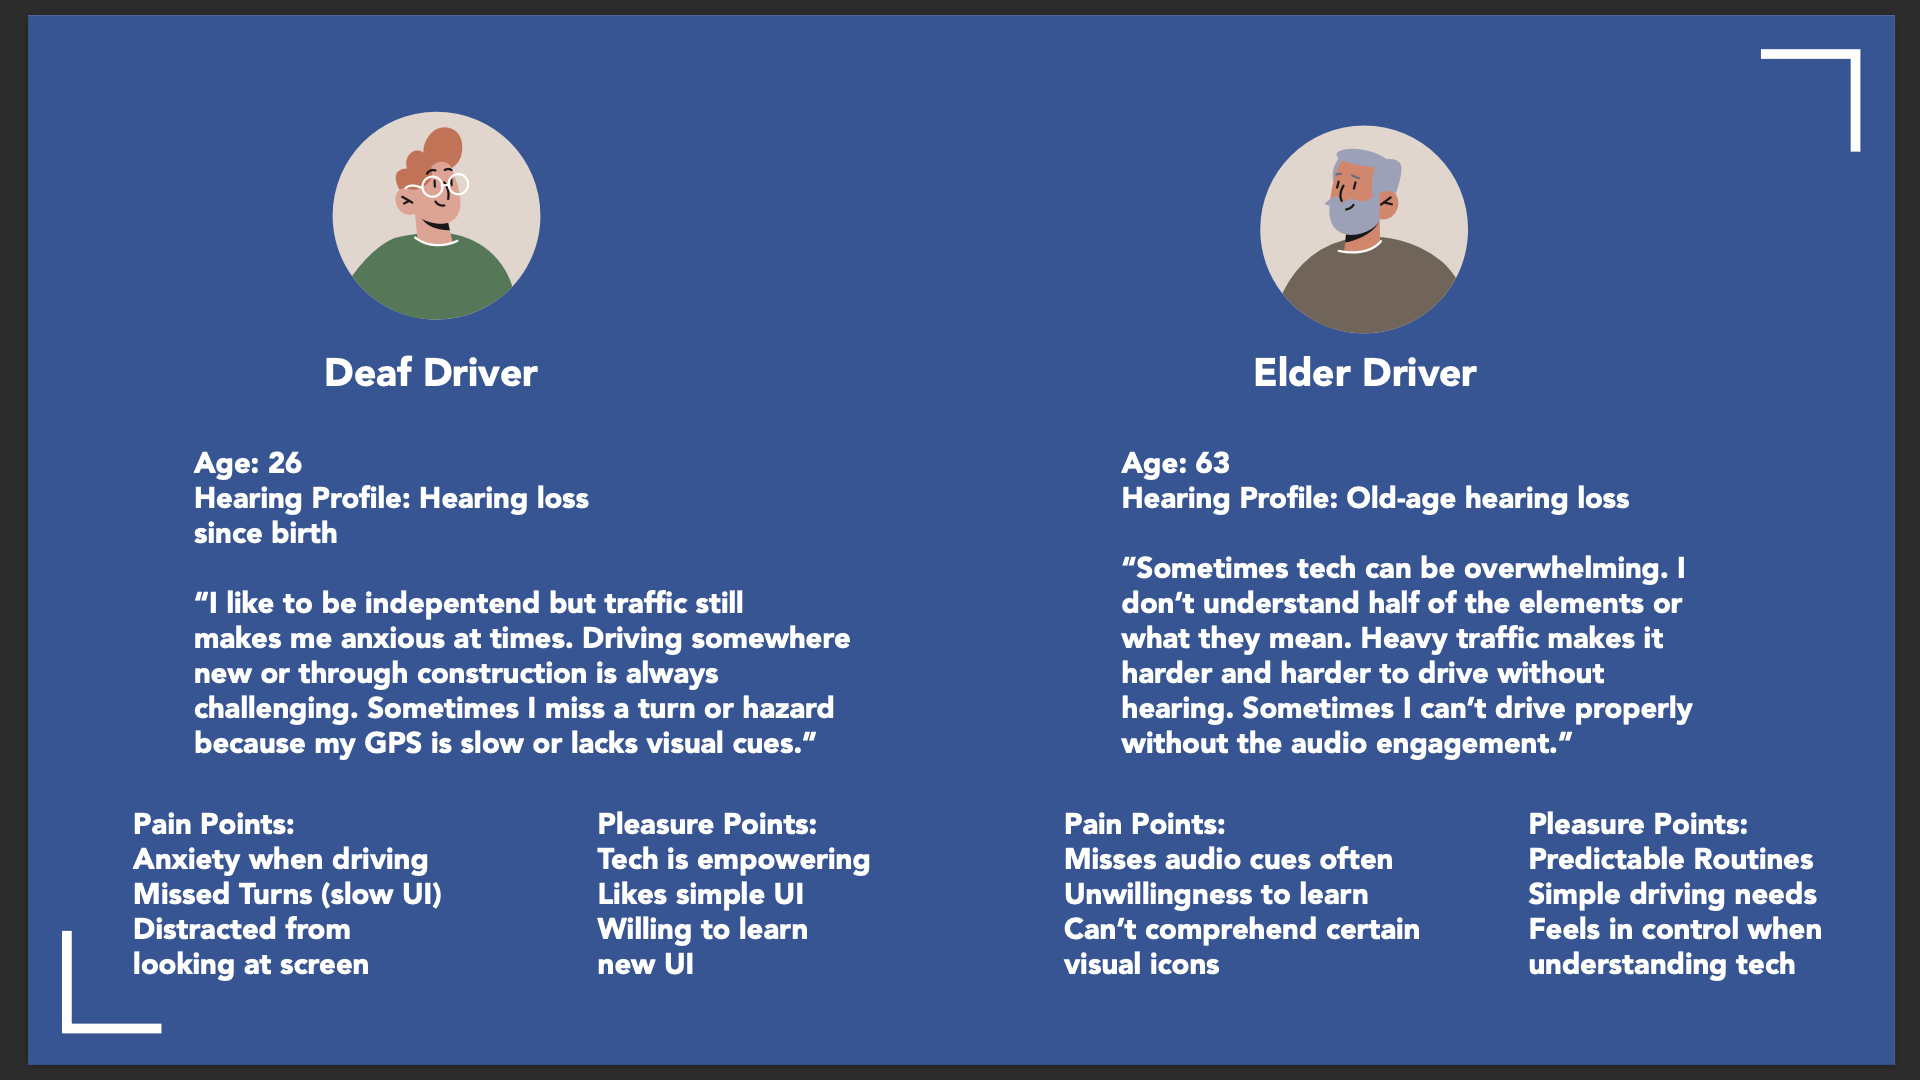 Deaf Driver
Age: 26
Hearing Profile: Hearing loss
since birth
“I like to be indepentend but traffic still
makes me anxious at times. Driving somewhere
new or through construction is always
challenging. Sometimes I miss a turn or hazard
because my GPS is slow or lacks visual cues.”
Pain Points:
Anxiety when driving
Missed Turns (slow UI)
Distracted from
looking at screen
Pleasure Points:
Tech is empowering
Likes simple UI
Willing to learn
new UI
Elder Driver
Age: 63
Hearing Profile: Old-age hearing loss
“Sometimes tech can be overwhelming. I
don’t understand half of the elements or
what they mean. Heavy traffic makes it
harder and harder to drive without
hearing. Sometimes I can’t drive properly
without the audio engagement.”
Pain Points:
Misses audio cues often
Unwillingness to learn
Can’t comprehend certain
visual icons
Pleasure Points:
Predictable Routines
Simple driving needs
Feels in control when
understanding tech